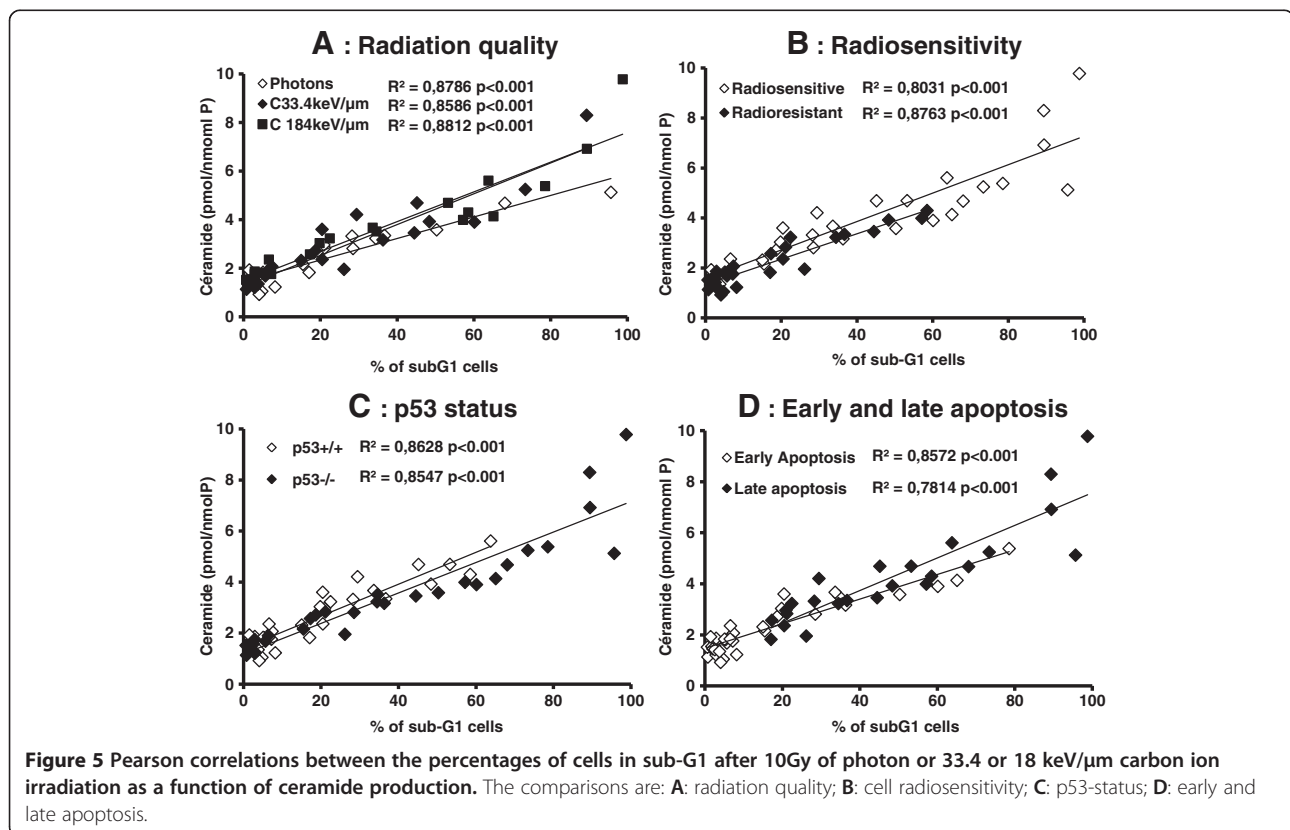 A : Radiation quality
Photons R² = 0,8786 p<0.001
C33.4keV/µm R² = 0,8586 p<0.001
C 184keV/µm R² = 0,8812 p<0.001
Céramide (pmol/nmoml P)
10
8
6
4
2
0
0 20 40 60 80 100
% of subG1 cells
B : Radiosensitivity
Radiosensitive R² = 0,8031 p<0.001
Radioresistant R² = 0,8763 p<0.001
Céramide (pmol/nmoml P)
10
8
6
4
2
0
0 20 40 60 80 100
% of sub-G1 cells
C : p53 status
p53+/+ R² = 0,8628 p<0.001
p53-/- R² = 0,8547 p<0.001
Ceramide (pmol/nmolP)
10
8
6
4
2
0
0 20 40 60 80 100
% of sub-G1 cells
D : Early and late apoptosis
Early Apoptosis R² = 0,8572 p<0.001
Late apoptosis R² = 0,7814 p<0.001
Céramide (pmol/nmoml P)
10
8
6
4
2
0
0 20 40 60 80 100
% of subG1 cells
Figure 5 Pearson correlations between the percentages of cells in sub-G1 after 10Gy of photon or 33.4 or 18 keV/µm carbon ion
irradiation as a function of ceramide production. The comparisons are: A: radiation quality; B: cell radiosensitivity; C: p53-status; D: early and
late apoptosis.